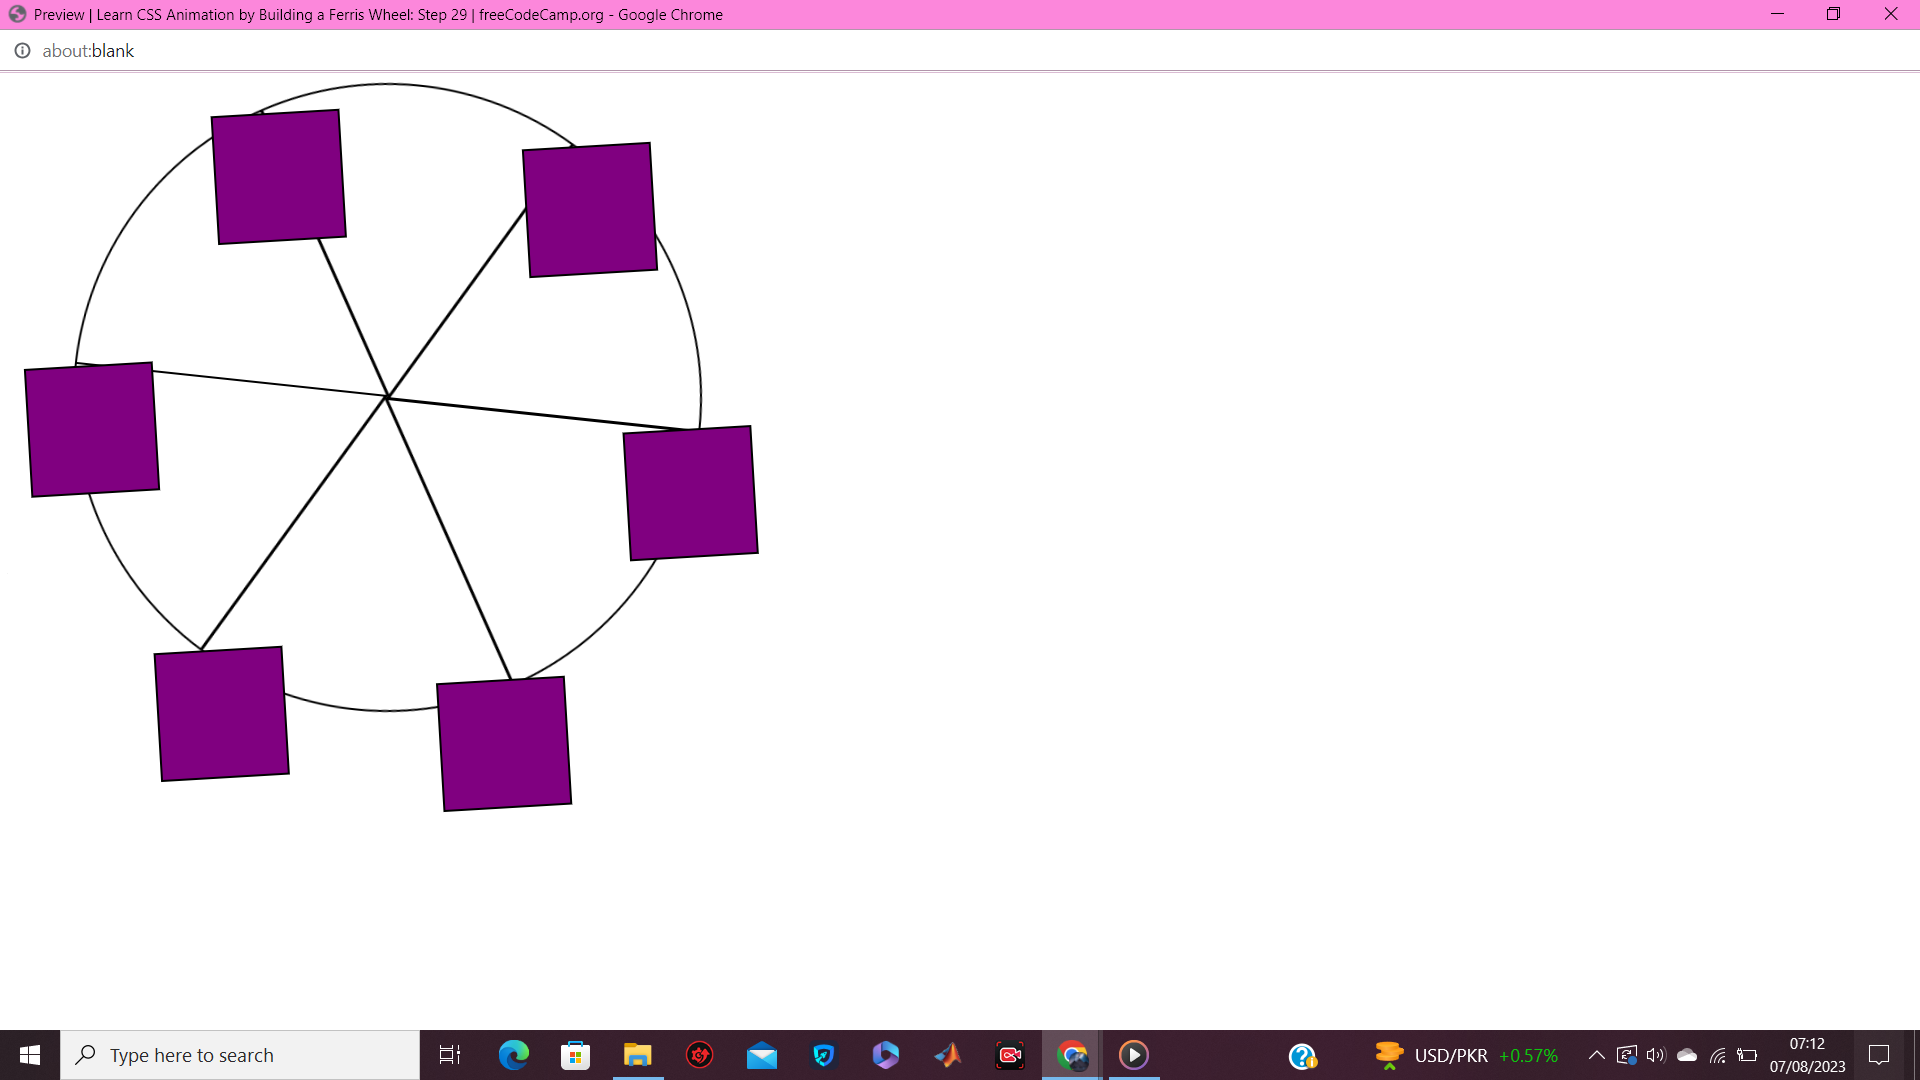 Preview | Learn CSS Animation by Building a Ferris Wheel: Step 29 | freeCodeCamp.org - Google Chrome
about:blank
Type here to search
USD/PKR +0.57%
07:12
07/08/2023